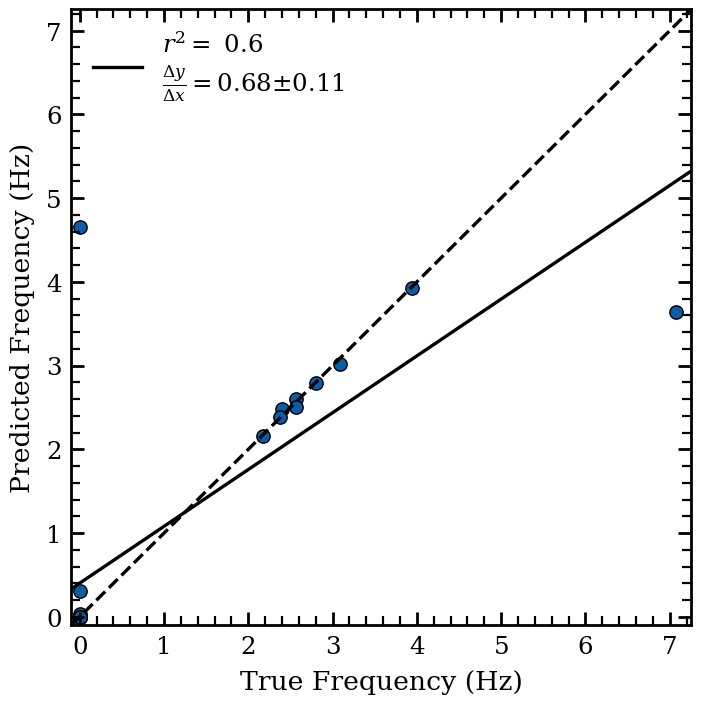 r² = 0.6
Δy/Δx = 0.68±0.11
Predicted Frequency (Hz)
7
6
5
4
3
2
1
0
0 1 2 3 4 5 6 7
True Frequency (Hz)